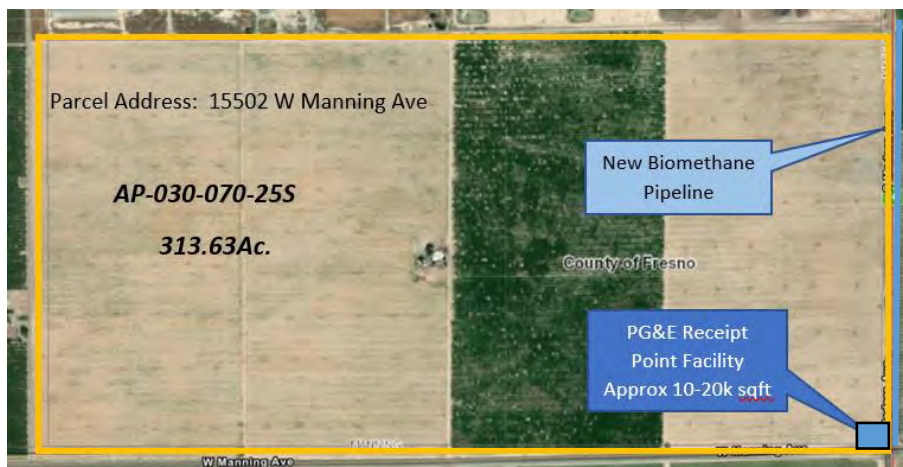 Parcel Address: 15502 W Manning Ave
AP-030-070-25S
313.63Ac.
New Biomethane
Pipeline
County of Fresno
PG&E Receipt
Point Facility
Approx 10-20k sqft
W Manning Ave